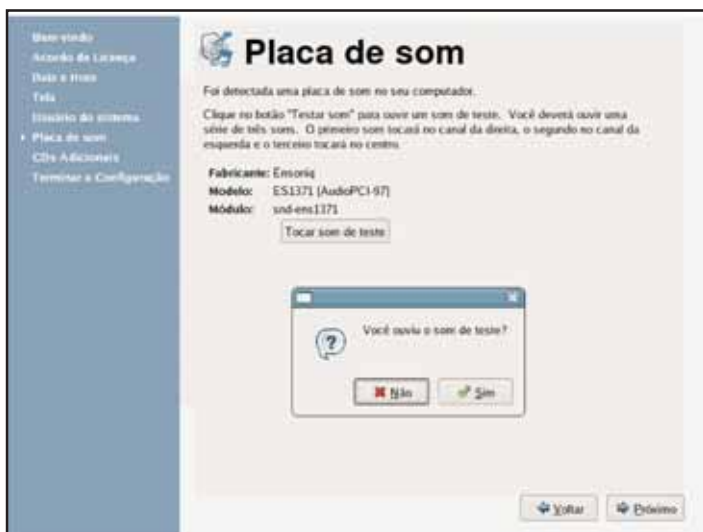 Bem-vindo
Acordo de Licença
Data e Hora
Tela
Usuário do sistema
Placa de som
CDs Adicionais
Terminar a Configuração
Placa de som
Foi detectada uma placa de som no seu computador.
Clique no botão "Testar som" para ouvir um som de teste. Você deverá ouvir uma
série de três sons. O primeiro som tocará no canal da direita, o segundo no canal da
esquerda e o terceiro tocará no centro.
Fabricante: Ensoniq
Modelo: ES1371 [AudioPCI-97]
Módulo: snd-ens1371
Tocar som de teste
Você ouviu o som de teste?
Não
Sim
Voltar
Próximo